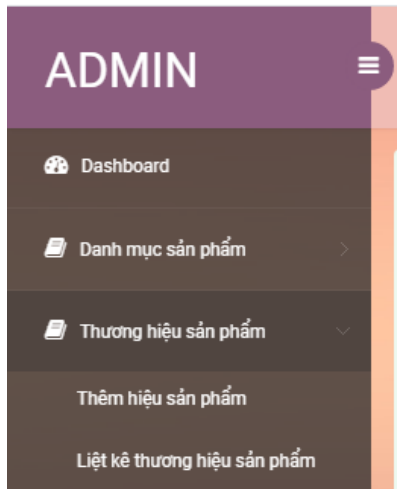 ADMIN
Dashboard
Danh mục sản phẩm
Thương hiệu sản phẩm
Thêm hiệu sản phẩm
Liệt kê thương hiệu sản phẩm